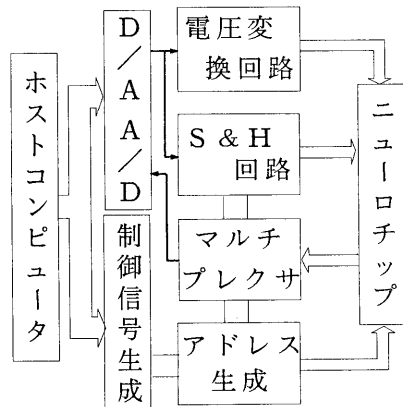 ホストコンピュータ
D/A A/D
制御信号生成
電圧変
換回路
S&H
回路
マルチ
プレクサ
アドレス
生成
ニューロチップ